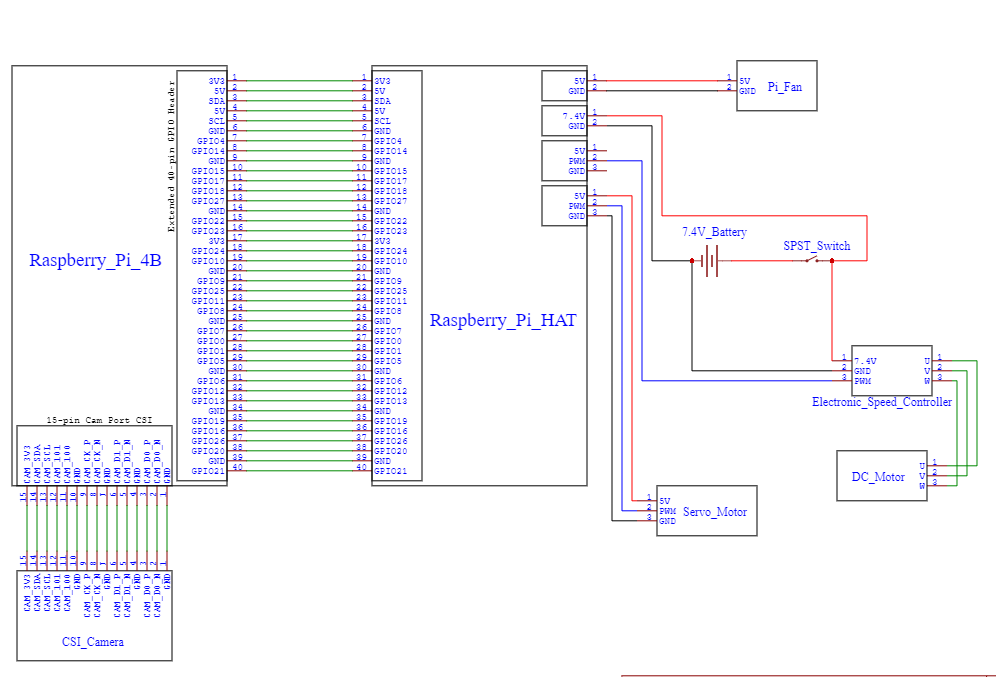 Raspberry_Pi_4B
Extended 40-pin GPIO Header
3V3 1 1 3V3
5V 2 2 5V
SDA 3 3 SDA
5V 4 4 5V
SCL 5 5 SCL
GND 6 6 GND
GPIO4 7 7 GPIO4
GPIO14 8 8 GPIO14
GND 9 9 GND
GPIO15 10 10 GPIO15
GPIO17 11 11 GPIO17
GPIO18 12 12 GPIO18
GPIO27 13 13 GPIO27
GND 14 14 GND
GPIO22 15 15 GPIO22
GPIO23 16 16 GPIO23
3V3 17 17 3V3
GPIO24 18 18 GPIO24
GPIO10 19 19 GPIO10
GND 20 20 GND
GPIO9 21 21 GPIO9
GPIO25 22 22 GPIO25
GPIO11 23 23 GPIO11
GPIO8 24 24 GPIO8
GND 25 25 GND
GPIO7 26 26 GPIO7
GPIO0 27 27 GPIO0
GPIO1 28 28 GPIO1
GPIO5 29 29 GPIO5
GND 30 30 GND
GPIO6 31 31 GPIO6
GPIO12 32 32 GPIO12
GPIO13 33 33 GPIO13
GND 34 34 GND
GPIO19 35 35 GPIO19
GPIO16 36 36 GPIO16
GPIO26 37 37 GPIO26
GPIO20 38 38 GPIO20
GND 39 39 GND
GPIO21 40 40 GPIO21
Raspberry_Pi_HAT
5V 1
GND 2
7.4V 1
GND 2
5V 1
PWM 2
GND 3
5V 1
PWM 2
GND 3
1 5V
2 GND
Pi_Fan
7.4V_Battery
SPST_Switch
1 7.4V
2 GND
3 PWM
U 1
V 2
W 3
Electronic_Speed_Controller
DC_Motor
U 1
V 2
W 3
1 5V
2 PWM
3 GND
Servo_Motor
15-pin Cam Port CSI
CAM_3V3 15
CAM_SDA 14
CAM_SCL 13
CAM_IO1 12
CAM_IO0 11
GND 10
CAM_CK_P 9
CAM_CK_N 8
GND 7
CAM_D1_P 6
CAM_D1_N 5
GND 4
CAM_D0_P 3
CAM_D0_N 2
GND 1
15 CAM_3V3
14 CAM_SDA
13 CAM_SCL
12 CAM_IO1
11 CAM_IO0
10 GND
9 CAM_CK_P
8 CAM_CK_N
7 GND
6 CAM_D1_P
5 CAM_D1_N
4 GND
3 CAM_D0_P
2 CAM_D0_N
1 GND
CSI_Camera